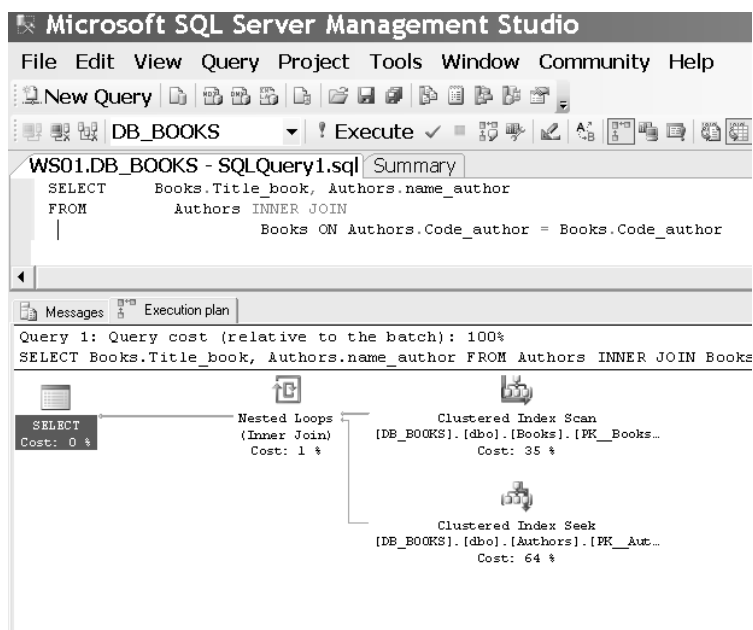 Microsoft SQL Server Management Studio
File Edit View Query Project Tools Window Community Help
New Query
DB_BOOKS Execute
WS01.DB_BOOKS - SQLQuery1.sql Summary
SELECT Books.Title_book, Authors.name_author
FROM Authors INNER JOIN
Books ON Authors.Code_author = Books.Code_author
Messages Execution plan
Query 1: Query cost (relative to the batch): 100%
SELECT Books.Title_book, Authors.name_author FROM Authors INNER JOIN Books
SELECT
Cost: 0 %
Nested Loops
(Inner Join)
Cost: 1 %
Clustered Index Scan
[DB_BOOKS].[dbo].[Books].[PK__Books…
Cost: 35 %
Clustered Index Seek
[DB_BOOKS].[dbo].[Authors].[PK__Aut…
Cost: 64 %